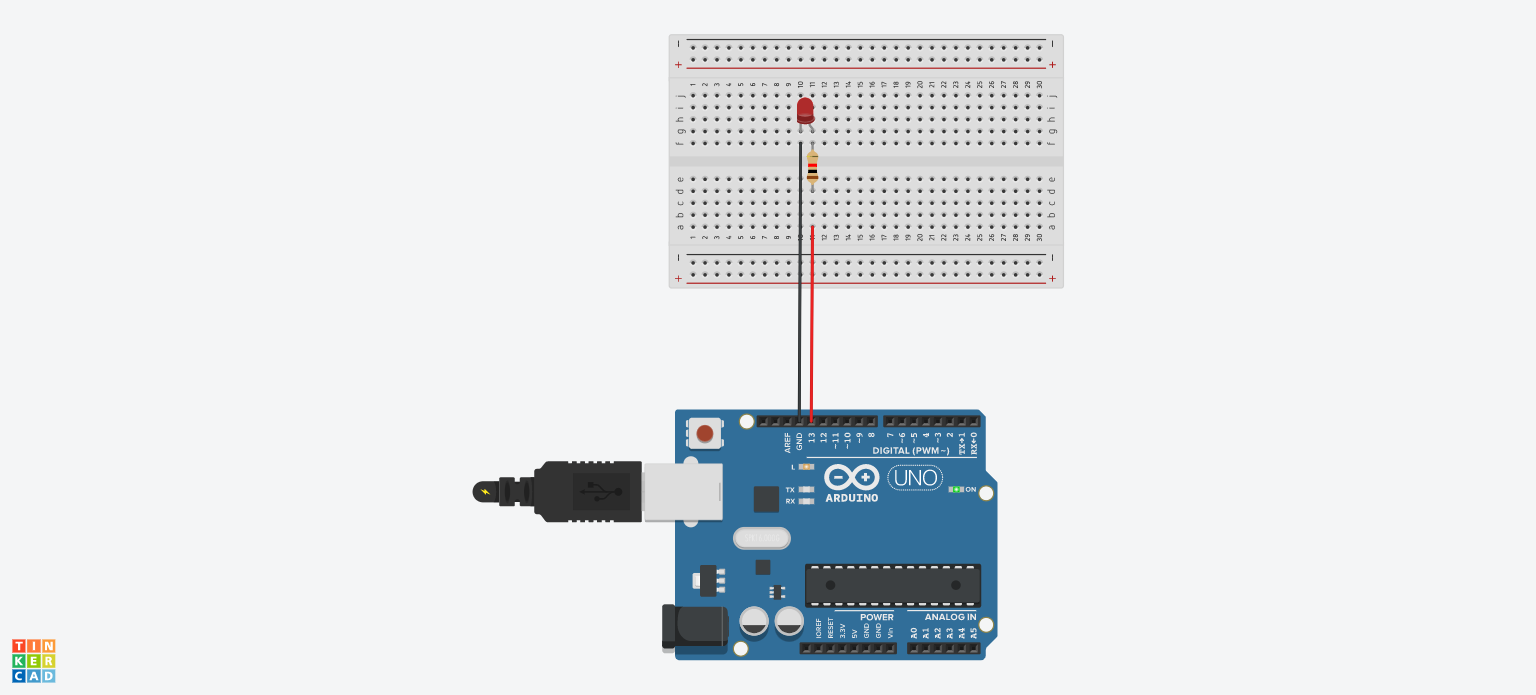 − −
+ +
1 2 3 4 5 6 7 8 9 10 11 12 13 14 15 16 17 18 19 20 21 22 23 24 25 26 27 28 29 30
j j
i i
h h
g g
f f
e e
d d
c c
b b
a a
1 2 3 4 5 6 7 8 9 11 12 13 14 15 16 17 18 19 20 21 22 23 24 25 26 27 28 29 30
− −
+ +
AREF GND 13 12 ~11 ~10 ~9 8 7 ~6 ~5 4 ~3 2 TX→1 RX←0
DIGITAL (PWM~)
L
UNO
TX
RX
ON
ARDUINO
POWER ANALOG IN
IOREF RESET 3.3V 5V GND GND Vin A0 A1 A2 A3 A4 A5
TIN
KER
CAD